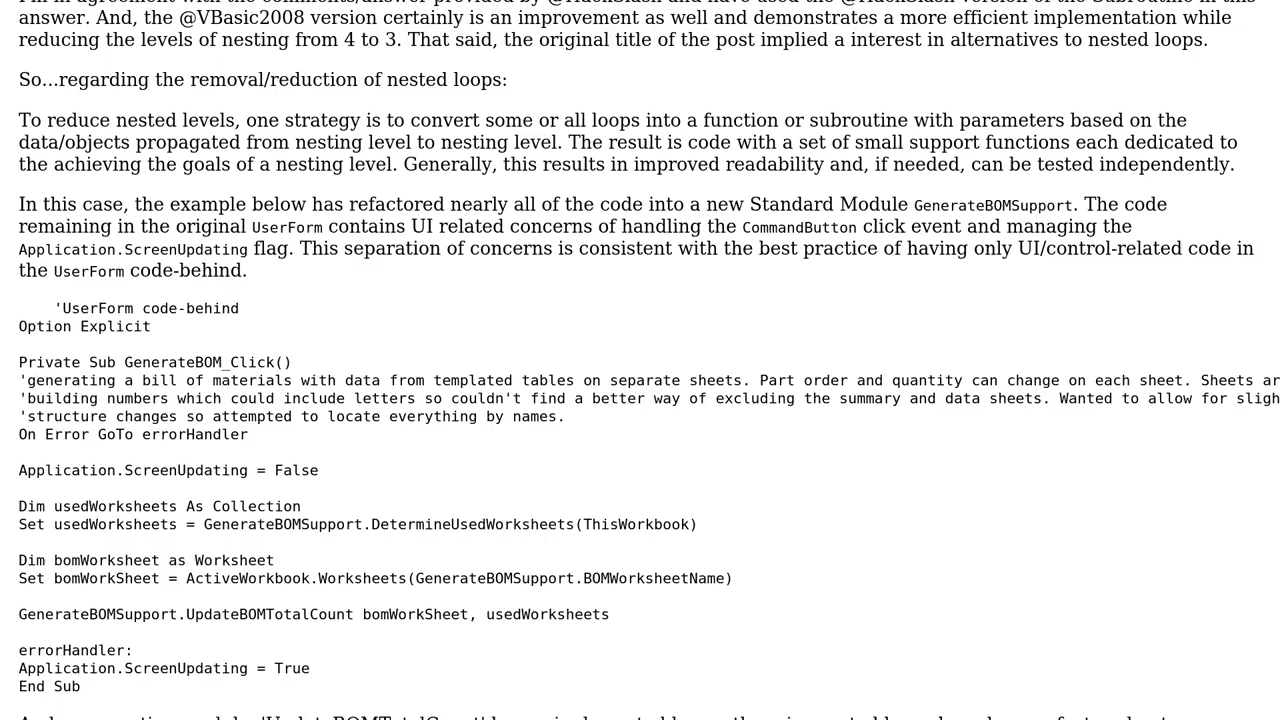 answer. And, the @VBasic2008 version certainly is an improvement as well and demonstrates a more efficient implementation while
reducing the levels of nesting from 4 to 3. That said, the original title of the post implied a interest in alternatives to nested loops.
So...regarding the removal/reduction of nested loops:
To reduce nested levels, one strategy is to convert some or all loops into a function or subroutine with parameters based on the
data/objects propagated from nesting level to nesting level. The result is code with a set of small support functions each dedicated to
the achieving the goals of a nesting level. Generally, this results in improved readability and, if needed, can be tested independently.
In this case, the example below has refactored nearly all of the code into a new Standard Module GenerateBOMSupport. The code
remaining in the original UserForm contains UI related concerns of handling the CommandButton click event and managing the
Application.ScreenUpdating flag. This separation of concerns is consistent with the best practice of having only UI/control-related code in
the UserForm code-behind.
'UserForm code-behind
Option Explicit
Private Sub GenerateBOM_Click()
'generating a bill of materials with data from templated tables on separate sheets. Part order and quantity can change on each sheet. Sheets ar
'building numbers which could include letters so couldn't find a better way of excluding the summary and data sheets. Wanted to allow for sligh
'structure changes so attempted to locate everything by names.
On Error GoTo errorHandler
Application.ScreenUpdating = False
Dim usedWorksheets As Collection
Set usedWorksheets = GenerateBOMSupport.DetermineUsedWorksheets(ThisWorkbook)
Dim bomWorksheet as Worksheet
Set bomWorkSheet = ActiveWorkbook.Worksheets(GenerateBOMSupport.BOMWorksheetName)
GenerateBOMSupport.UpdateBOMTotalCount bomWorkSheet, usedWorksheets
errorHandler:
Application.ScreenUpdating = True
End Sub